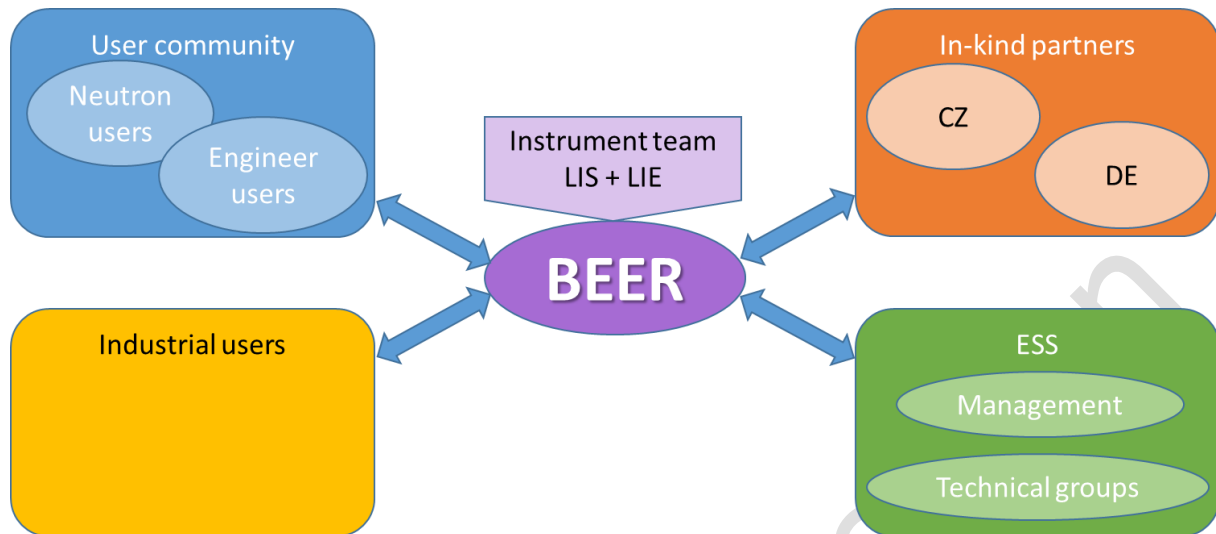 User community
Neutron
users
Engineer
users
Instrument team
LIS + LIE
BEER
In-kind partners
CZ
DE
Industrial users
ESS
Management
Technical groups